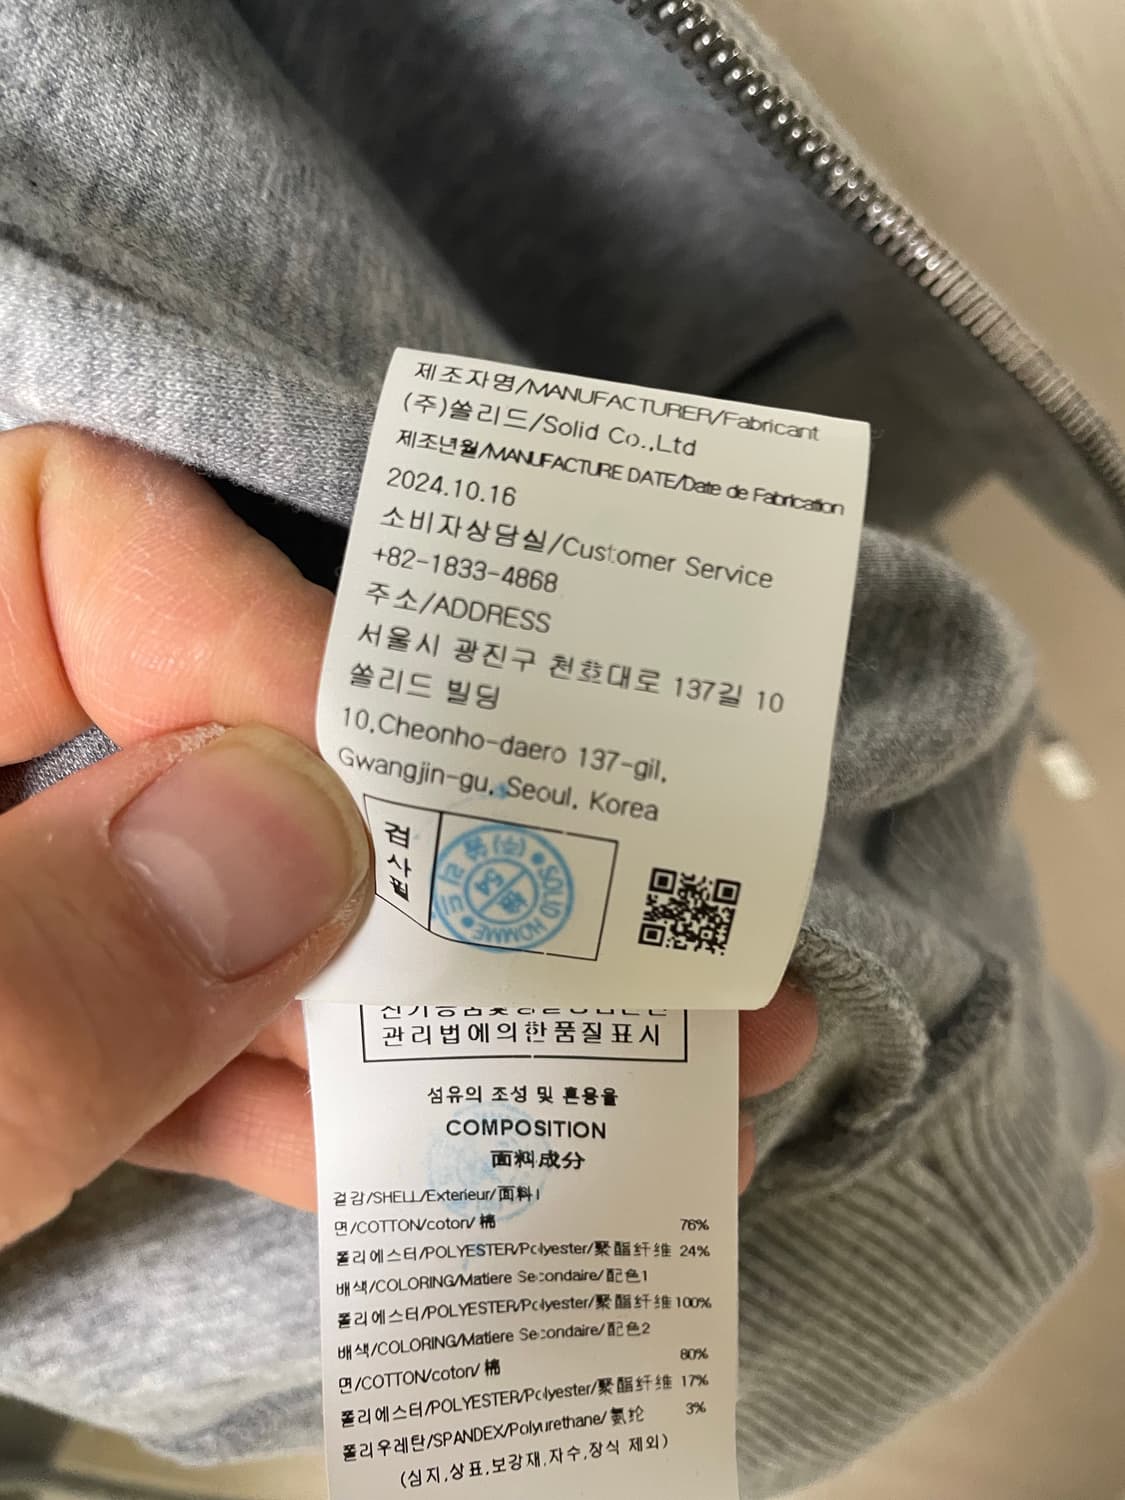 제조자명/MANUFACTURER/Fabricant
(주)쏠리드/Solid Co.,Ltd
제조년월/MANUFACTURE DATE/Date de Fabrication
2024.10.16
소비자상담실/Customer Service
+82-1833-4868
주소/ADDRESS
서울시 광진구 천호대로 137길 10
쏠리드 빌딩
10,Cheonho-daero 137-gil,
Gwangjin-gu, Seoul, Korea
검사필
SOLID HOMME
(주)쏠리드
54
관리법에의한품질표시
섬유의 조성 및 혼용율
COMPOSITION
面料成分
겉감/SHELL/Exterieur/面料1
면/COTTON/coton/棉 76%
폴리에스터/POLYESTER/Polyester/聚酯纤维 24%
배색/COLORING/Matiere Secondaire/配色1
폴리에스터/POLYESTER/Polyester/聚酯纤维 100%
배색/COLORING/Matiere Secondaire/配色2
면/COTTON/coton/棉 80%
폴리에스터/POLYESTER/Polyester/聚酯纤维 17%
폴리우레탄/SPANDEX/Polyurethane/氨纶 3%
(심지,상표,보강재,자수,장식 제외)